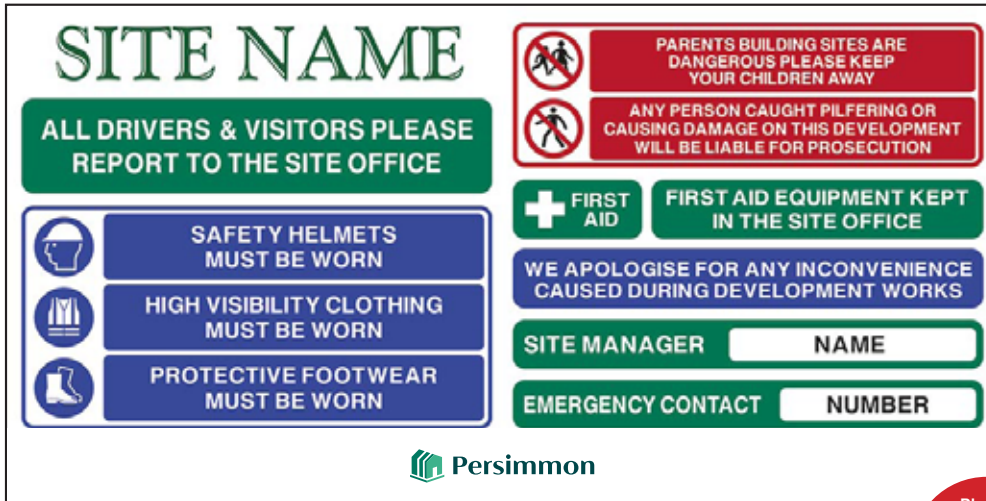 SITE NAME
ALL DRIVERS & VISITORS PLEASE
REPORT TO THE SITE OFFICE
SAFETY HELMETS
MUST BE WORN
HIGH VISIBILITY CLOTHING
MUST BE WORN
PROTECTIVE FOOTWEAR
MUST BE WORN
PARENTS BUILDING SITES ARE
DANGEROUS PLEASE KEEP
YOUR CHILDREN AWAY
ANY PERSON CAUGHT PILFERING OR
CAUSING DAMAGE ON THIS DEVELOPMENT
WILL BE LIABLE FOR PROSECUTION
FIRST
AID
FIRST AID EQUIPMENT KEPT
IN THE SITE OFFICE
WE APOLOGISE FOR ANY INCONVENIENCE
CAUSED DURING DEVELOPMENT WORKS
SITE MANAGER NAME
EMERGENCY CONTACT NUMBER
Persimmon